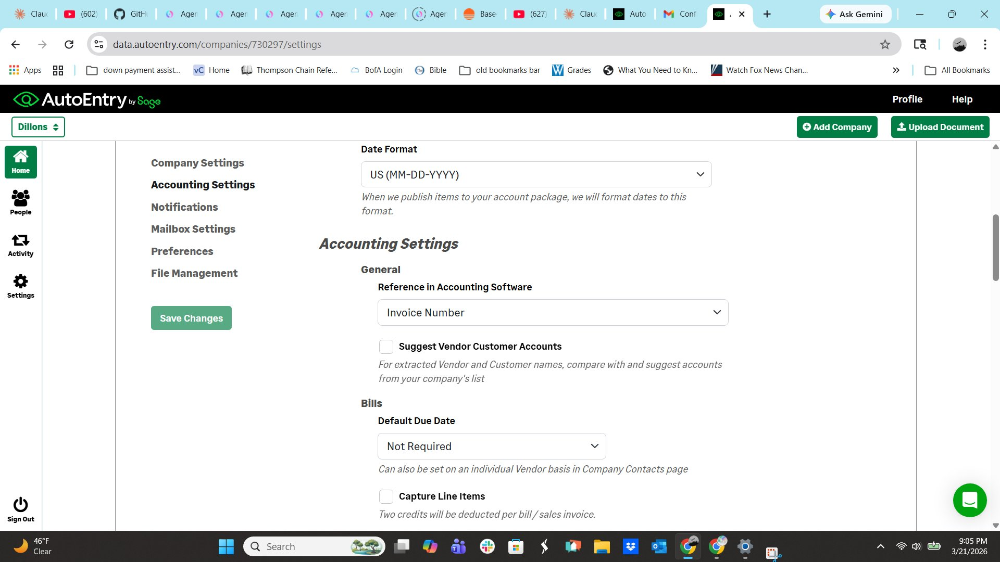 Clau
(602)
GitH
Agen
Agen
Agen
Agen
Agen
Agen
Base
(627)
Clau
Auto
Conf
Ask Gemini
data.autoentry.com/companies/730297/settings
Apps
down payment assist...
vC Home
Thompson Chain Refe...
BofA Login
Bible
old bookmarks bar
Grades
What You Need to Kn...
Watch Fox News Chan...
All Bookmarks
AutoEntry by Sage
Profile
Help
Dillons
Add Company
Upload Document
Home
People
Activity
Settings
Sign Out
Company Settings
Accounting Settings
Notifications
Mailbox Settings
Preferences
File Management
Save Changes
Date Format
US (MM-DD-YYYY)
When we publish items to your account package, we will format dates to this
format.
Accounting Settings
General
Reference in Accounting Software
Invoice Number
Suggest Vendor Customer Accounts
For extracted Vendor and Customer names, compare with and suggest accounts
from your company's list
Bills
Default Due Date
Not Required
Can also be set on an individual Vendor basis in Company Contacts page
Capture Line Items
Two credits will be deducted per bill / sales invoice.
46°F
Clear
Search
9:05 PM
3/21/2026